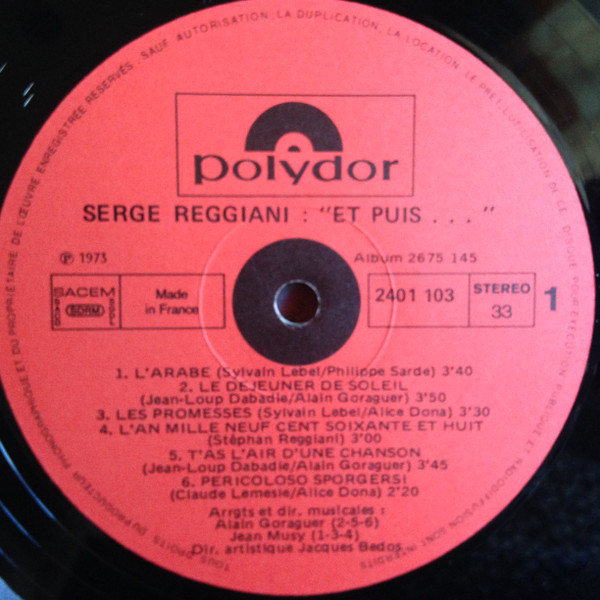 TOUS DROITS DU PRODUCTEUR PHONOGRAPHIQUE ET DU PROPRIETAIRE DE L'ŒUVRE ENREGISTREE RESERVES. SAUF AUTORISATION, LA DUPLICATION, LA LOCATION, LE PRET, L'UTILISATION DE CE DISQUE POUR EXECUTION PUBLIQUE ET RADIODIFFUSION SONT INTERDITS
polydor
SERGE REGGIANI : "ET PUIS . . . "
℗ 1973
Album 2675 145
SACEM
SACD SDRM SGDL
Made
in France
2401 103
STEREO
33
1
1. L'ARABE (Sylvain Lebel/Philippe Sarde) 3'40
2. LE DEJEUNER DE SOLEIL
(Jean-Loup Dabadie/Alain Goraguer) 3'50
3. LES PROMESSES (Sylvain Lebel/Alice Dona) 3'30
4. L'AN MILLE NEUF CENT SOIXANTE ET HUIT
(Stéphan Reggiani) 3'00
5. T'AS L'AIR D'UNE CHANSON
(Jean-Loup Dabadie/Alain Goraguer) 3'45
6. PERICOLOSO SPORGERSI
(Claude Lemesle/Alice Dona) 2'20
Arrgts et dir. musicales :
Alain Goraguer (2-5-6)
Jean Musy (1-3-4)
Dir. artistique Jacques Bedos